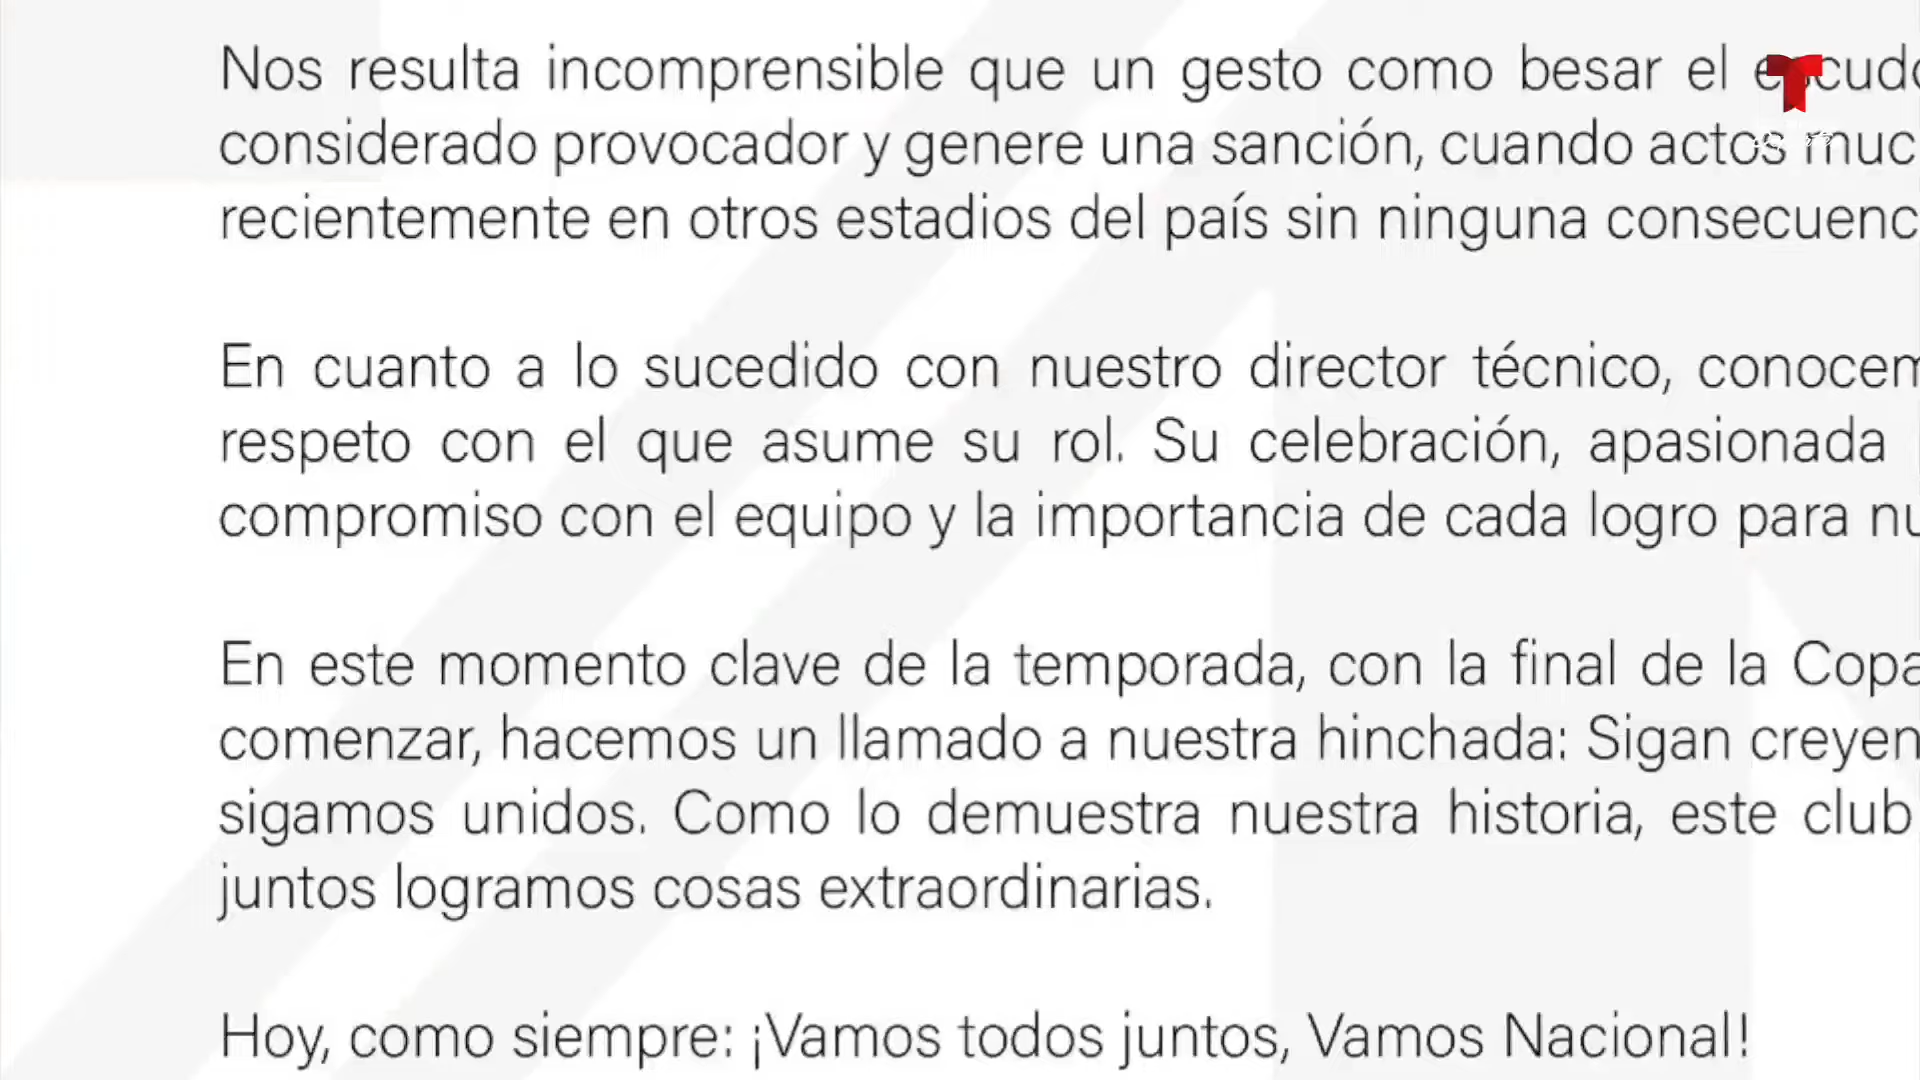 Nos resulta incomprensible que un gesto como besar el
considerado provocador y genere una sanción, cuando actos
recientemente en otros estadios del país sin ninguna
En cuanto a lo sucedido con nuestro director técnico,
respeto con el que asume su rol. Su celebración, apasionada
compromiso con el equipo y la importancia de cada logro para
En este momento clave de la temporada, con la final de la Copa
comenzar, hacemos un llamado a nuestra hinchada: Sigan
sigamos unidos. Como lo demuestra nuestra historia, este club
juntos logramos cosas extraordinarias.
Hoy, como siempre: ¡Vamos todos juntos, Vamos Nacional!